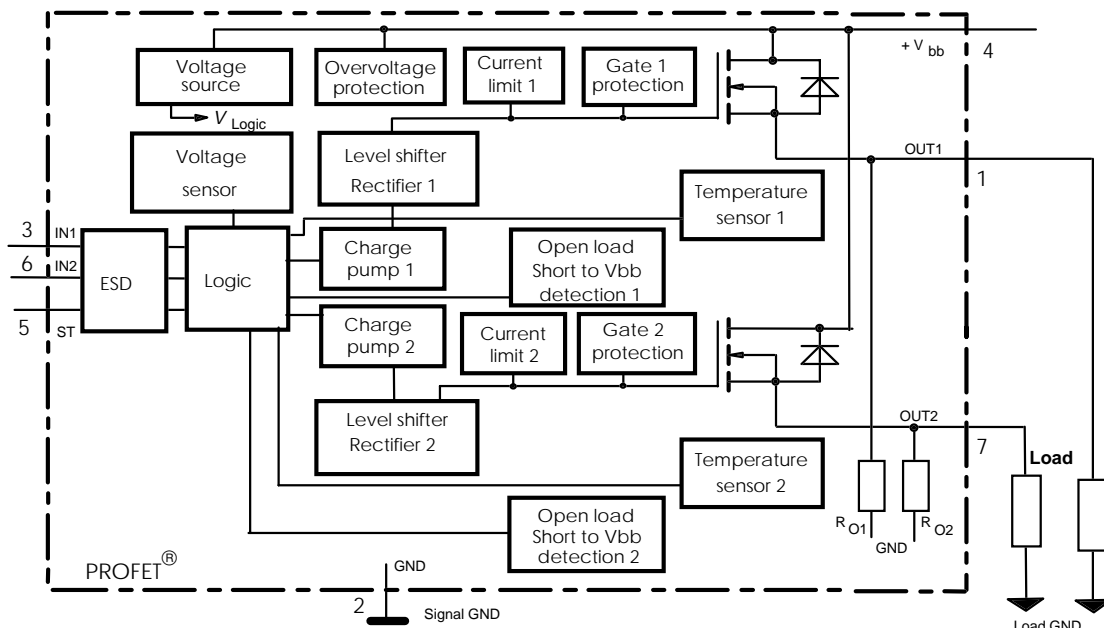 + V bb
4
Voltage
source
Overvoltage
protection
Current
limit 1
Gate 1
protection
V Logic
Voltage
sensor
Level shifter
Rectifier 1
OUT1
1
Temperature
sensor 1
3
IN1
6
IN2
5
ST
ESD
Logic
Charge
pump 1
Open load
Short to Vbb
detection 1
Charge
pump 2
Current
limit 2
Gate 2
protection
Level shifter
Rectifier 2
OUT2
7
Load
Temperature
sensor 2
R O1
GND
R O2
Open load
Short to Vbb
detection 2
PROFET®
GND
2
Signal GND
Load GND